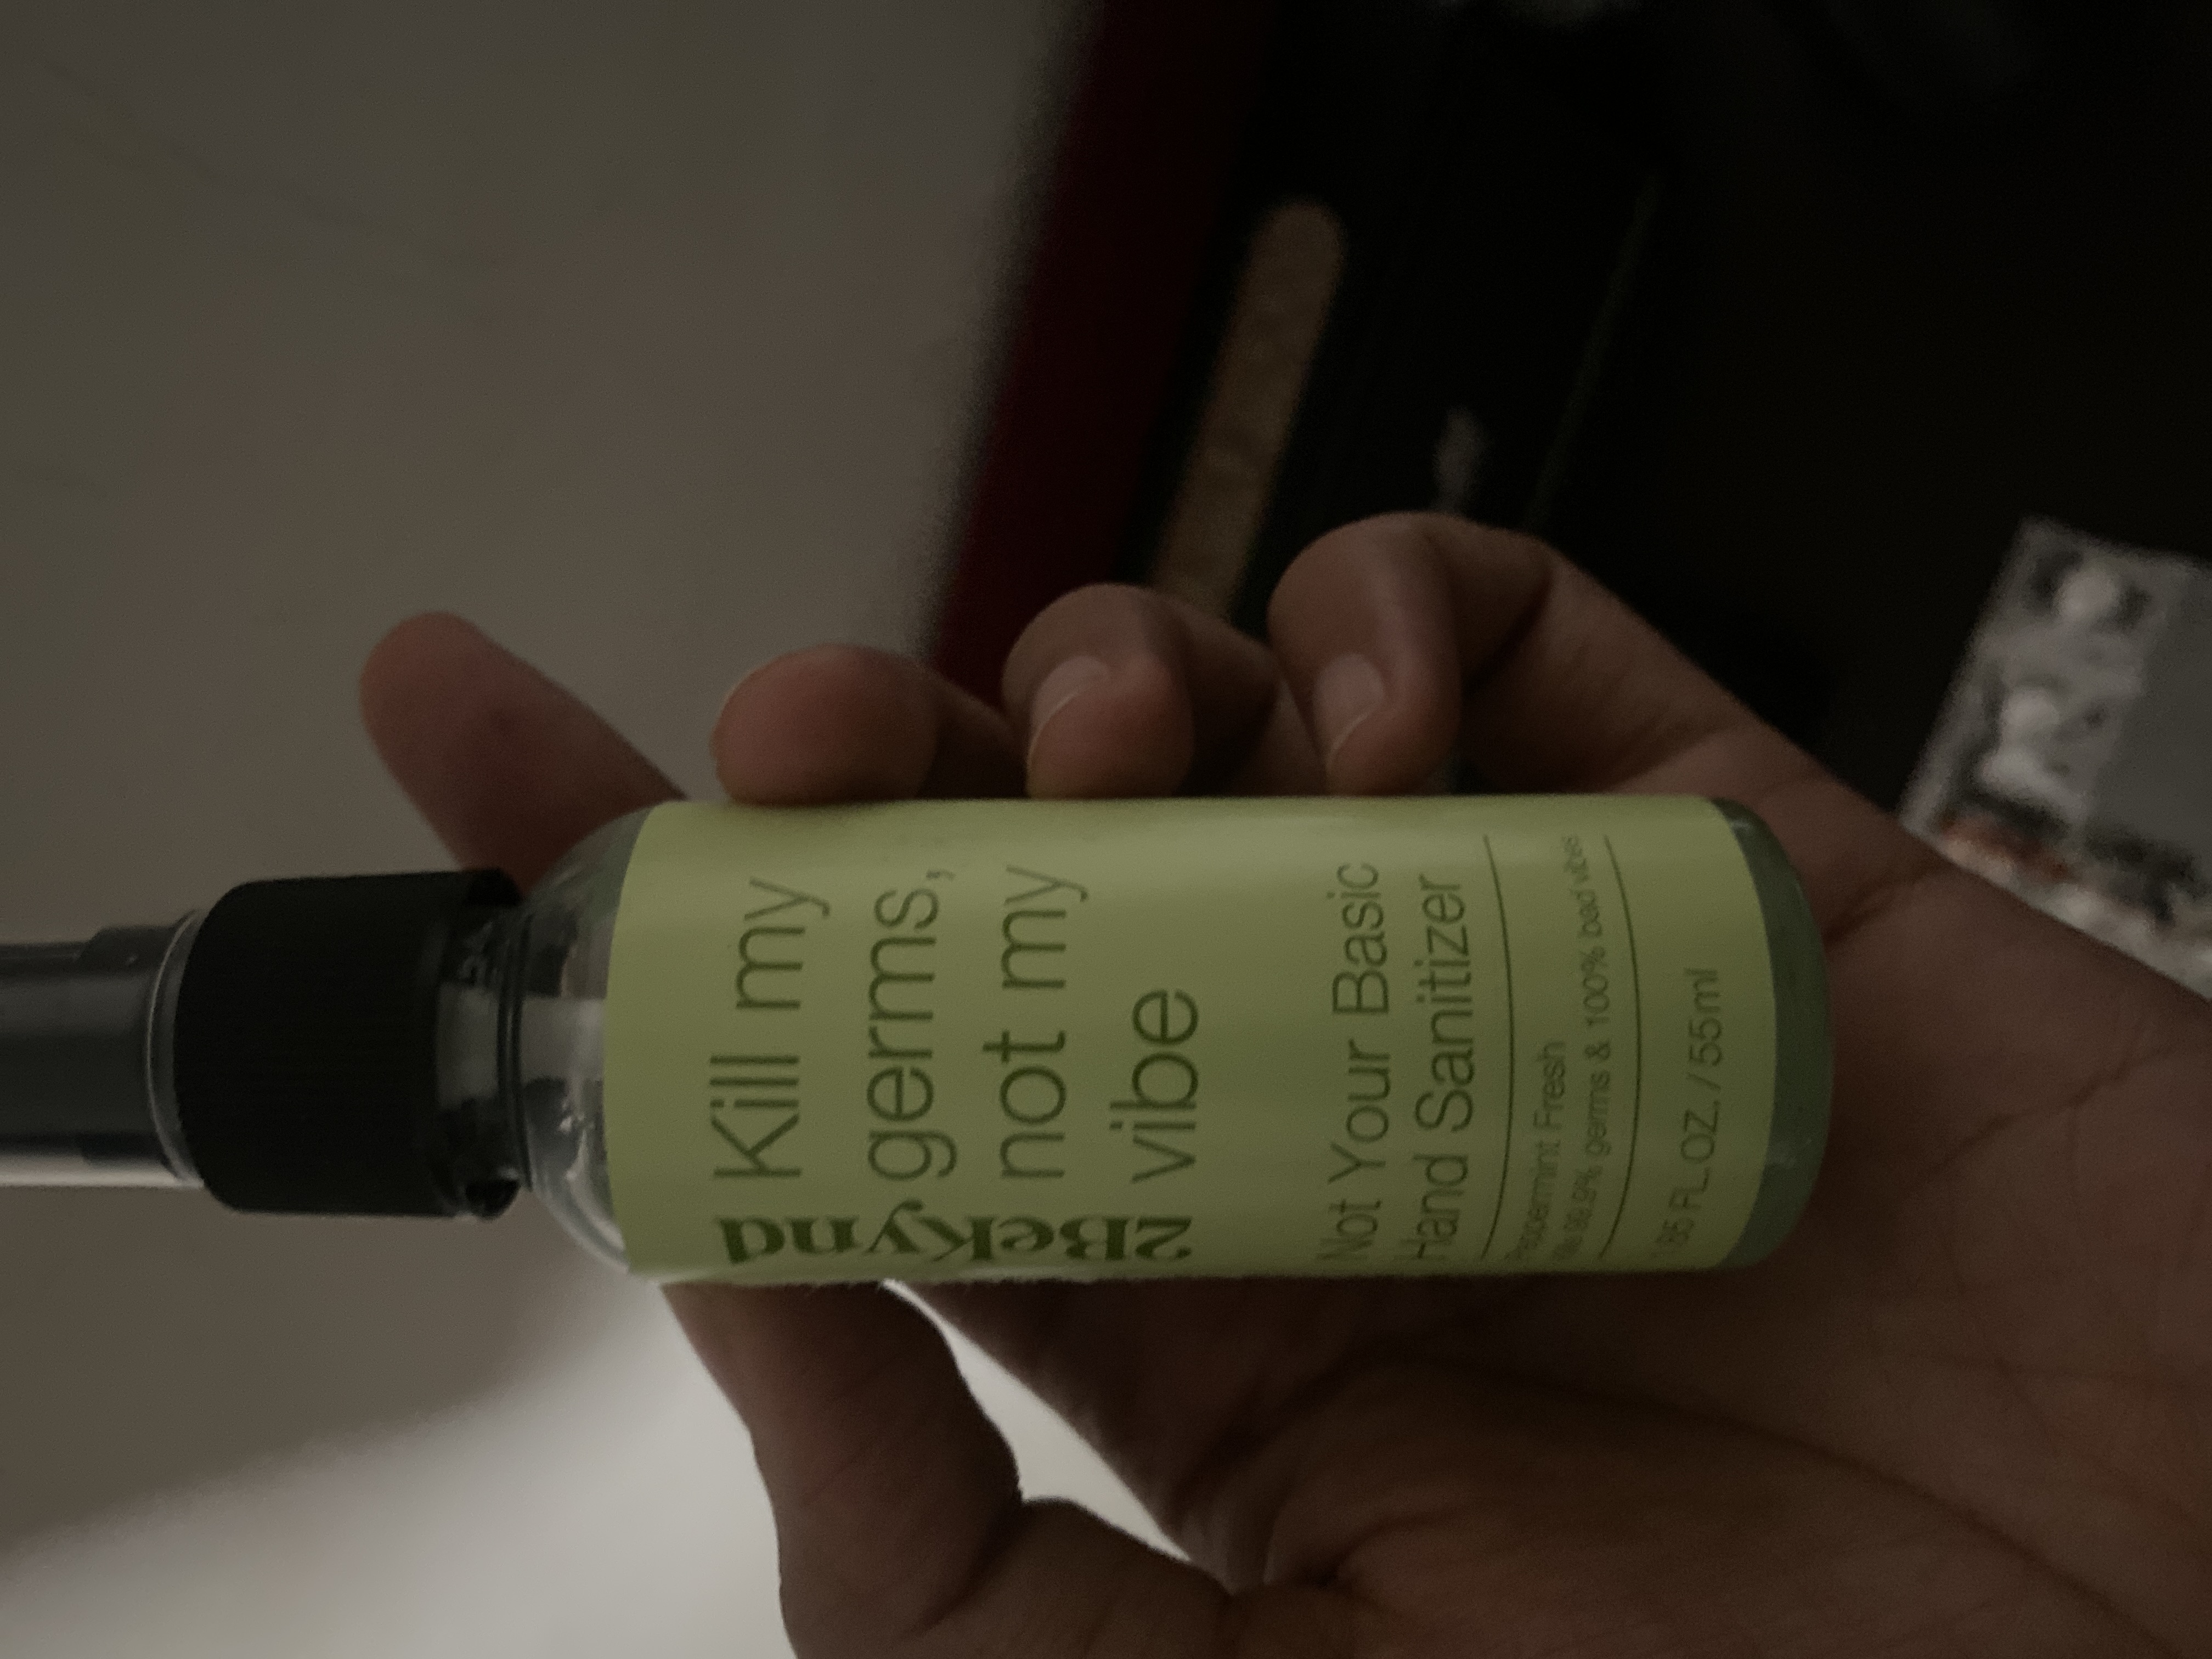 Kill my
germs,
not my
vibe
2BeKynd
Not Your Basic
Hand Sanitizer
Peppermint Fresh
Kills 99.9% germs & 100% bad vibes
1.85 FL.OZ. / 55ml